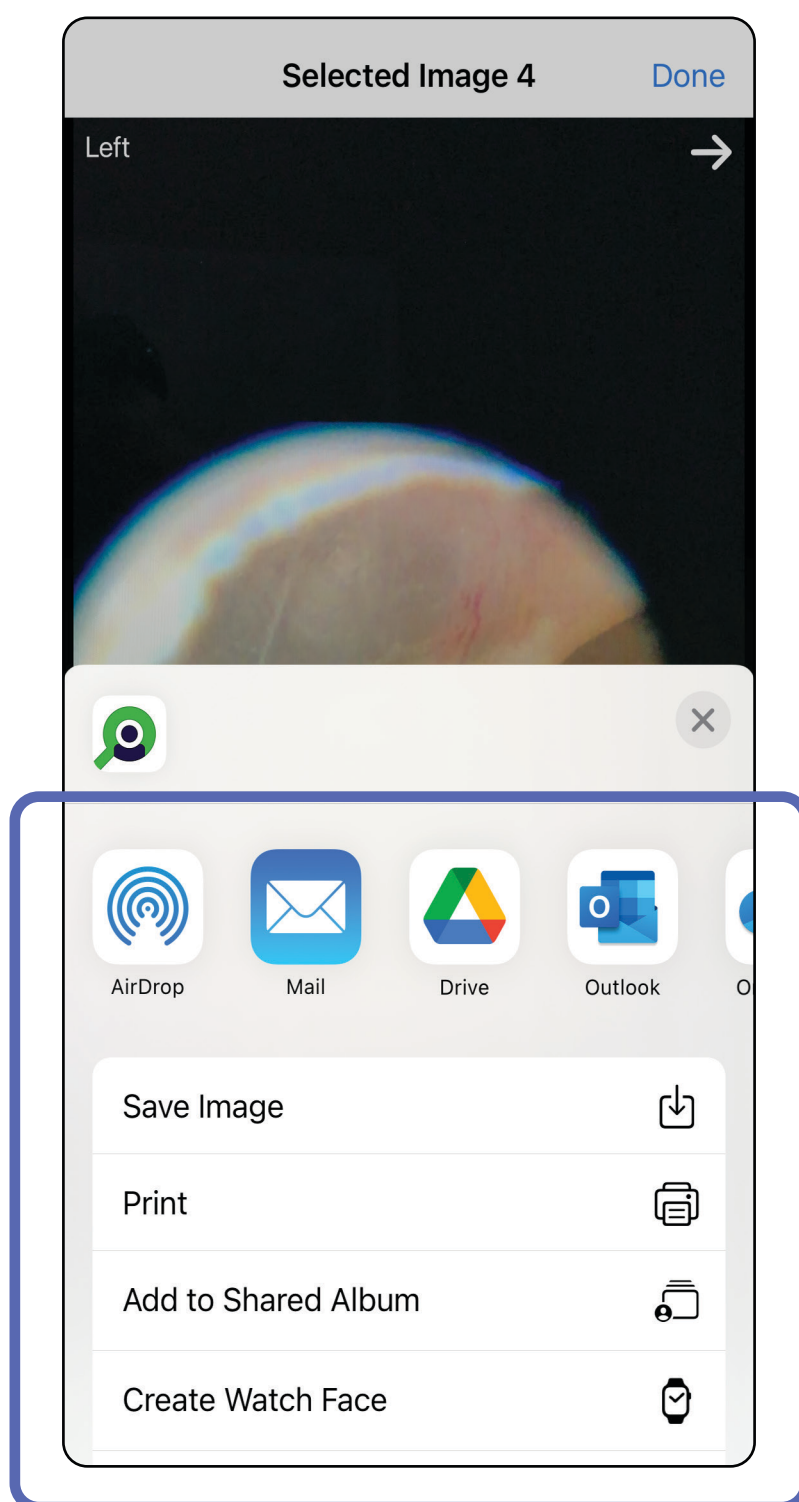 Selected Image 4 Done
Left
AirDrop Mail Drive Outlook
Save Image
Print
Add to Shared Album
Create Watch Face